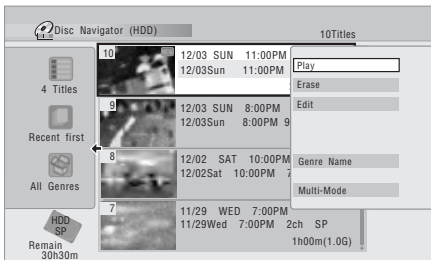 Disc Navigator (HDD)
10Titles
10
12/03 SUN 11:00PM
12/03Sun 11:00PM
9
12/03 SUN 8:00PM
12/03Sun 8:00PM 9
8
12/02 SAT 10:00PM
12/02Sat 10:00PM 7
7
11/29 WED 7:00PM
11/29Wed 7:00PM 2ch SP
1h00m(1.0G)
4 Titles
Recent first
All Genres
HDD
SP
Remain
30h30m
Play
Erase
Edit
Genre Name
Multi-Mode